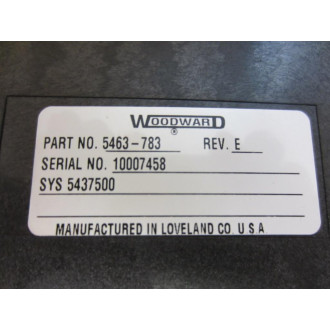 WOODWARD
®
PART NO. 5463-783 REV. E
SERIAL NO. 10007458
SYS 5437500
MANUFACTURED IN LOVELAND CO. U S A